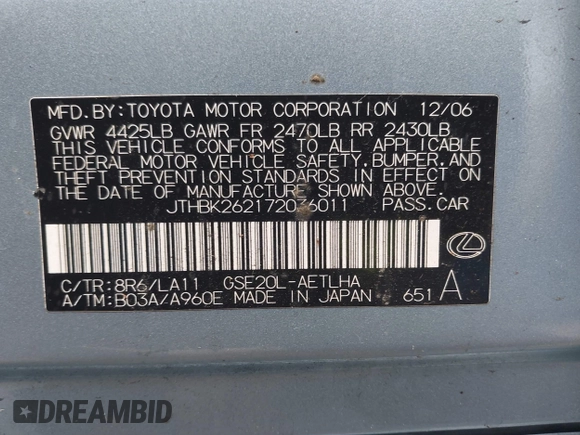 MFD. BY: TOYOTA MOTOR CORPORATION 12/06
GVWR 4425LB GAWR FR 2470LB RR 2430LB
THIS VEHICLE CONFORMS TO ALL APPLICABLE
FEDERAL MOTOR VEHICLE SAFETY, BUMPER, AND
THEFT PREVENTION STANDARDS IN EFFECT ON
THE DATE OF MANUFACTURE SHOWN ABOVE.
JTHBK262172036011 PASS. CAR
C/TR: 8R6/LA11 GSE20L-AETLHA
A/TM: B03A/A960E MADE IN JAPAN 651 A
DREAMBID